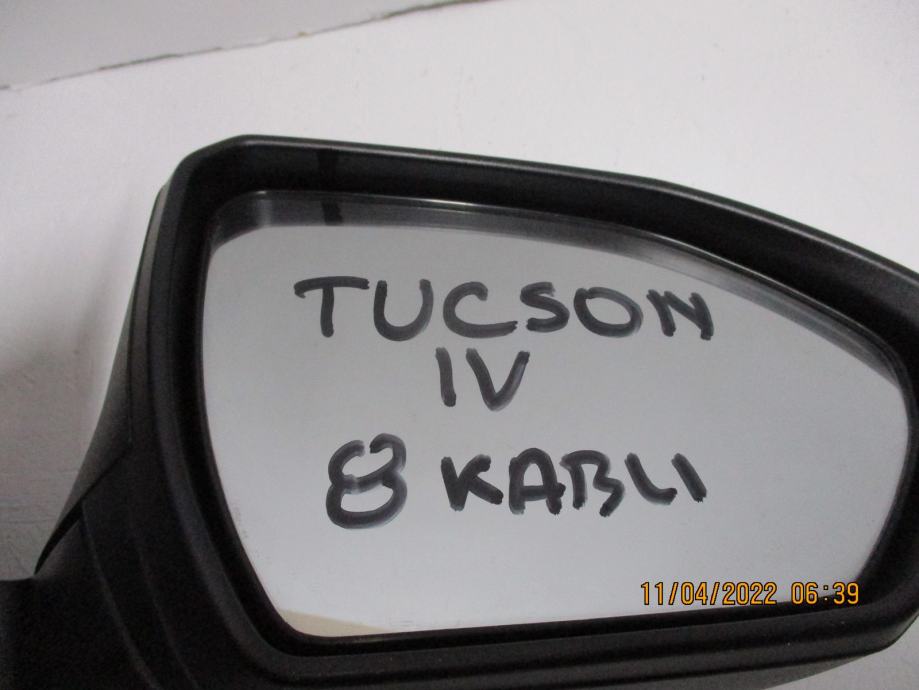 TUCSON
IV
8 KABLI
11/04/2022 06:39